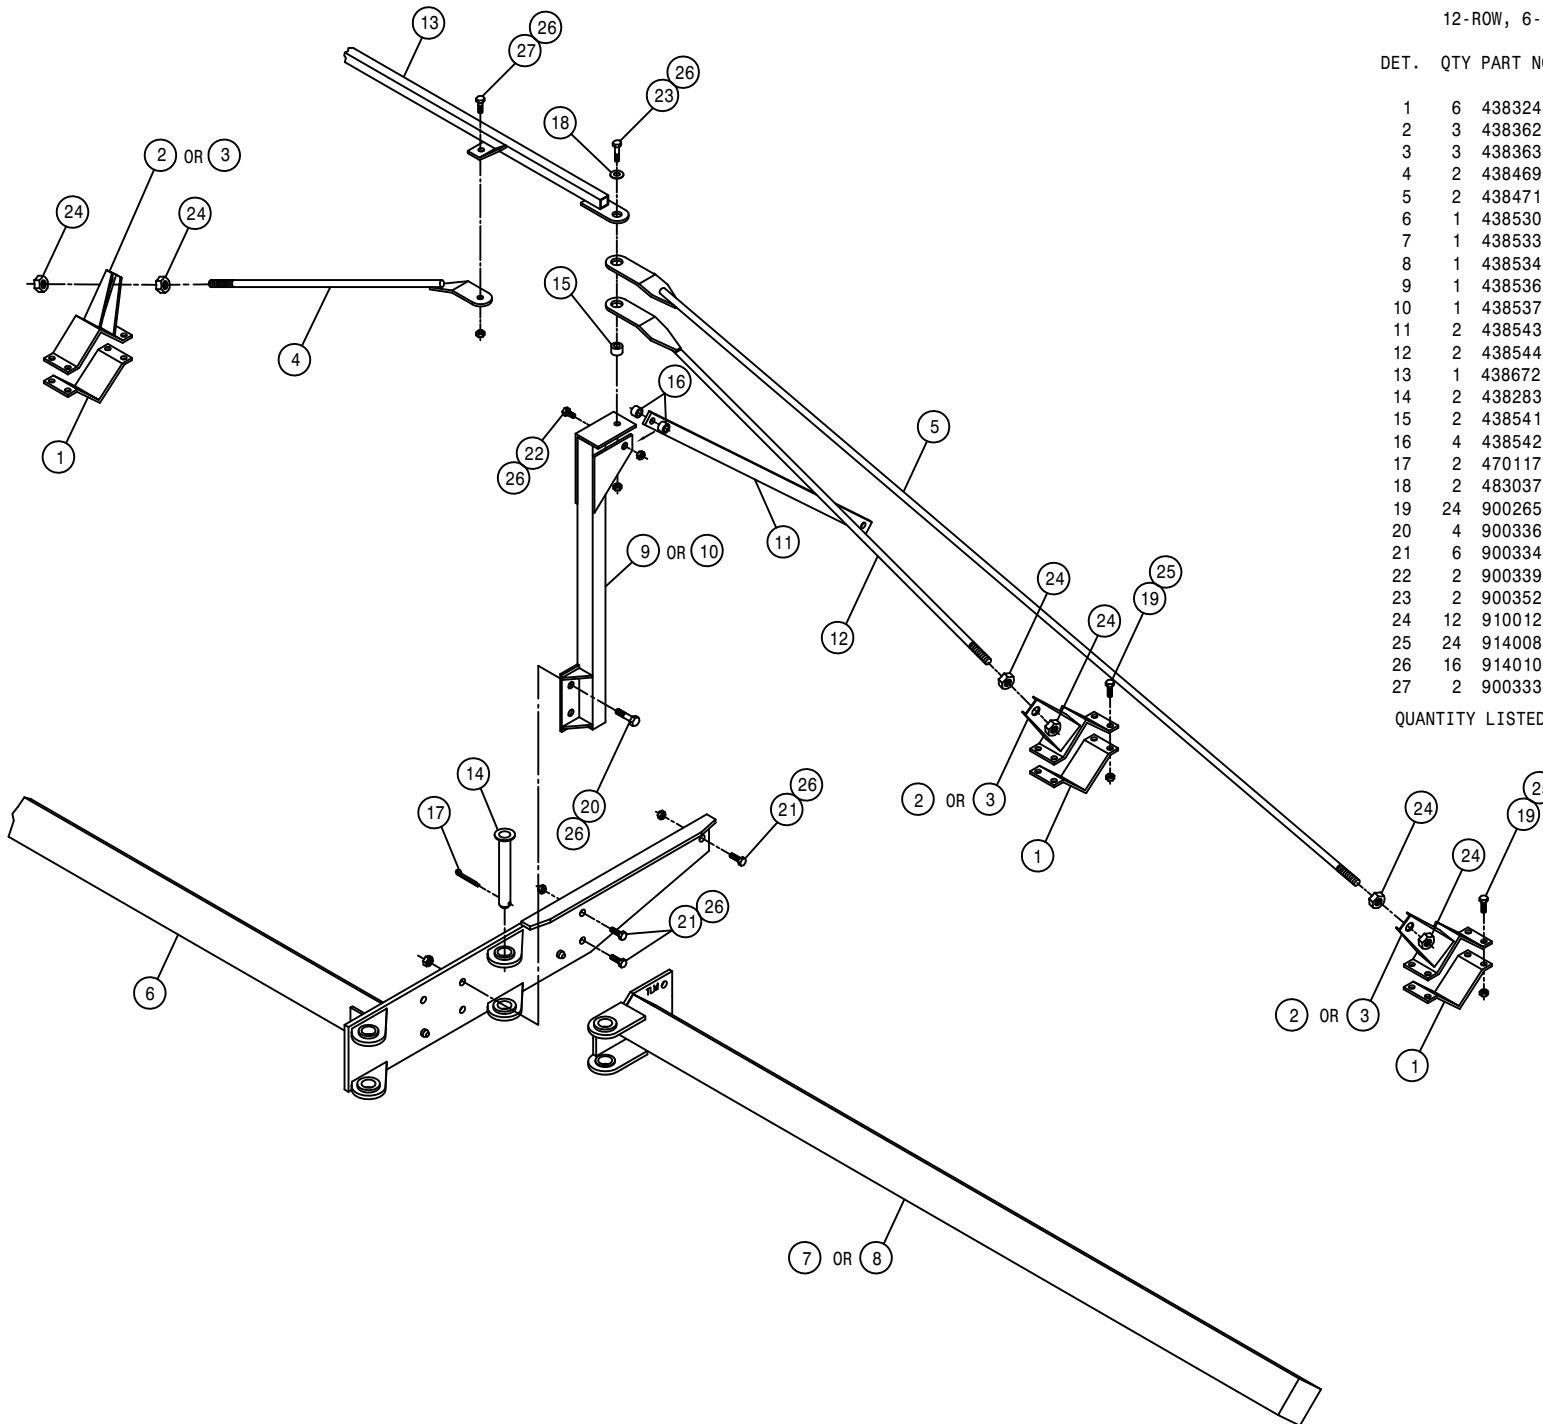 12-ROW, 6-
DET. QTY PART NO
1 6 438324
2 3 438362
3 3 438363
4 2 438469
5 2 438471
6 1 438530
7 1 438533
8 1 438534
9 1 438536
10 1 438537
11 2 438543
12 2 438544
13 1 438672
14 2 438283
15 2 438541
16 4 438542
17 2 470117
18 2 483037
19 24 900265
20 4 900336
21 6 900334
22 2 900339
23 2 900352
24 12 910012
25 24 914008
26 16 914010
27 2 900333
QUANTITY LISTED
13
26
27
26
23
18
2 OR 3
24
24
15
4
16
1
5
22
26
11
9 OR 10
25
24
19
24
12
14
26
17
20
21
2 OR 3
26
25
19
24
1
24
26
21
6
TLM
2 OR 3
1
7 OR 8